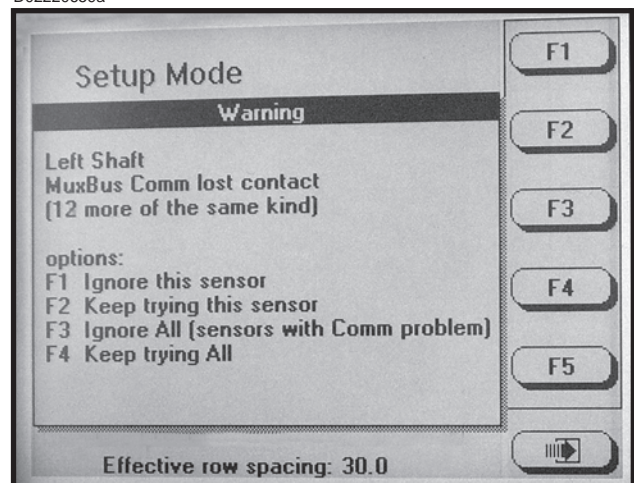 Setup Mode
Warning
Left Shaft
MuxBus Comm lost contact
(12 more of the same kind)
options:
F1 Ignore this sensor
F2 Keep trying this sensor
F3 Ignore All (sensors with Comm problem)
F4 Keep trying All
Effective row spacing: 30.0
F1
F2
F3
F4
F5